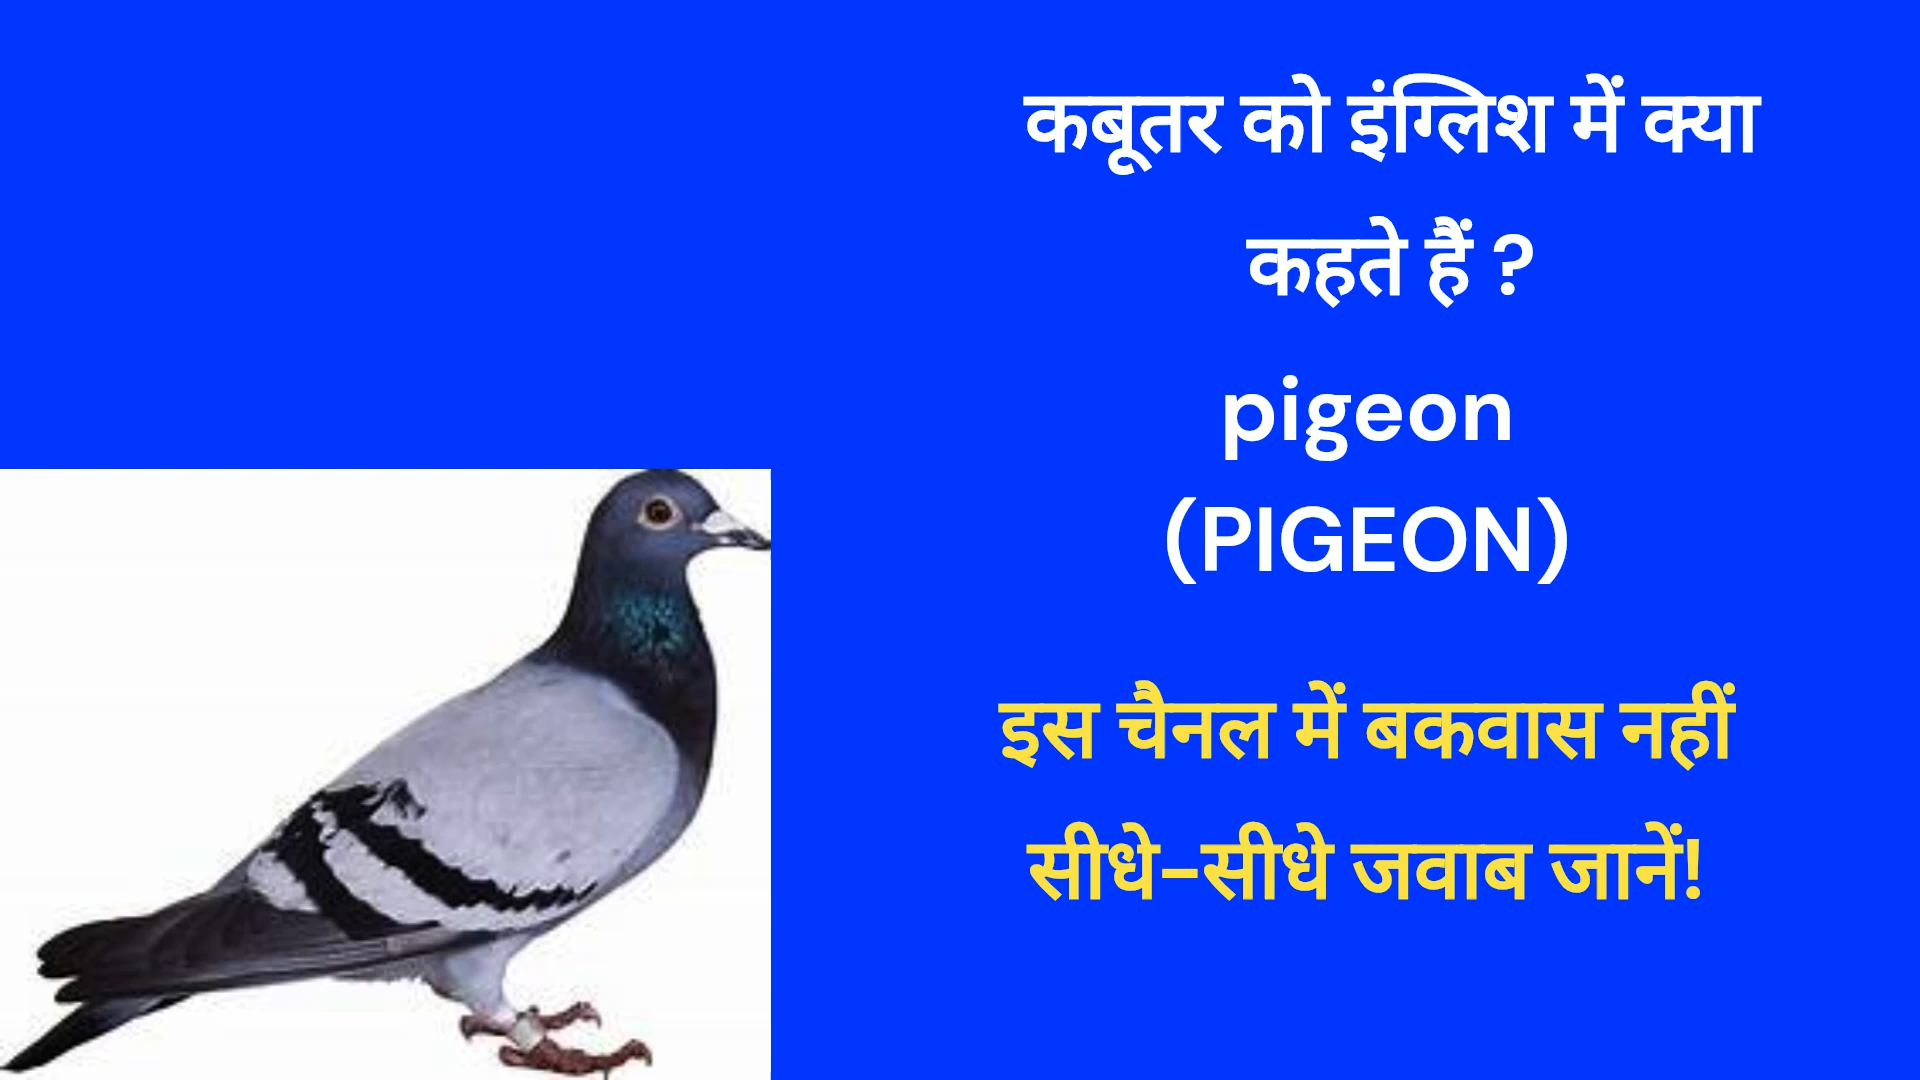 कबूतर को इंग्लिश में क्या
कहते हैं ?
pigeon
(PIGEON)
इस चैनल में बकवास नहीं
सीधे-सीधे जवाब जानें!